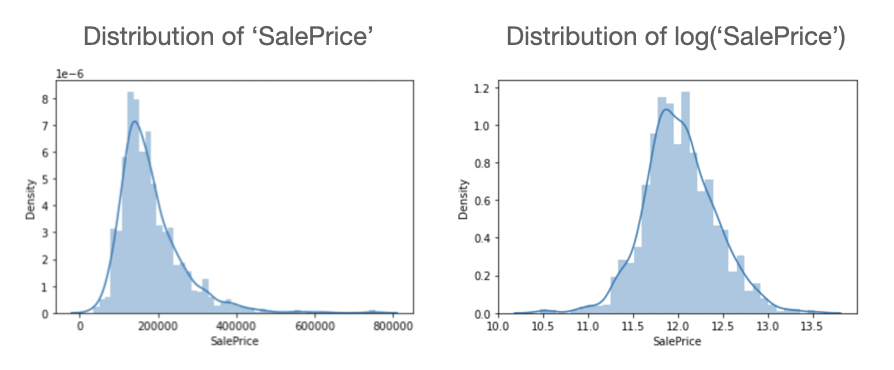 Distribution of ‘SalePrice’
1e−6
8
7
6
5
4
3
2
1
0
Density
0 200000 400000 600000 800000
SalePrice
Distribution of log(‘SalePrice’)
1.2
1.0
0.8
0.6
0.4
0.2
0.0
Density
10.0 10.5 11.0 11.5 12.0 12.5 13.0 13.5
SalePrice